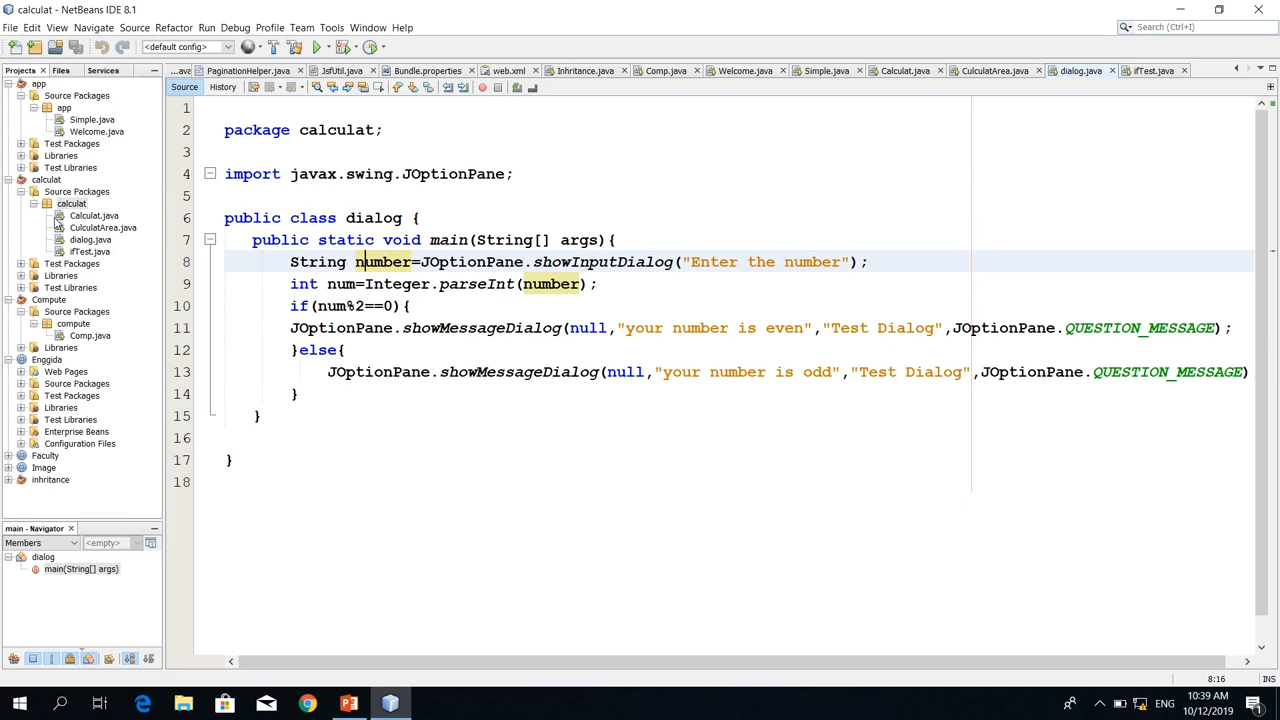 calculat - NetBeans IDE 8.1
File Edit View Navigate Source Refactor Run Debug Profile Team Tools Window Help
Search (Ctrl+I)
<default config>
Projects Files Services
...ava PaginationHelper.java JsfUtil.java Bundle.properties web.xml Inhritance.java Comp.java Welcome.java Simple.java Calculat.java CulculatArea.java dialog.java ifTest.java
Source History
app
Source Packages
app
Simple.java
Welcome.java
Test Packages
Libraries
Test Libraries
calculat
Source Packages
calculat
Calculat.java
CulculatArea.java
dialog.java
ifTest.java
Test Packages
Libraries
Test Libraries
Compute
Source Packages
compute
Comp.java
Libraries
Enggida
Web Pages
Source Packages
Test Packages
Libraries
Test Libraries
Enterprise Beans
Configuration Files
Faculty
Image
inhritance
1
2 package calculat;
3
4 import javax.swing.JOptionPane;
5
6 public class dialog {
7 public static void main(String[] args){
8 String number=JOptionPane.showInputDialog("Enter the number");
9 int num=Integer.parseInt(number);
10 if(num%2==0){
11 JOptionPane.showMessageDialog(null,"your number is even","Test Dialog",JOptionPane.QUESTION_MESSAGE);
12 }else{
13 JOptionPane.showMessageDialog(null,"your number is odd","Test Dialog",JOptionPane.QUESTION_MESSAGE)
14 }
15 }
16
17 }
18
main - Navigator
Members <empty>
dialog
main(String[] args)
8:16 INS
ENG
10:39 AM
10/12/2019
1